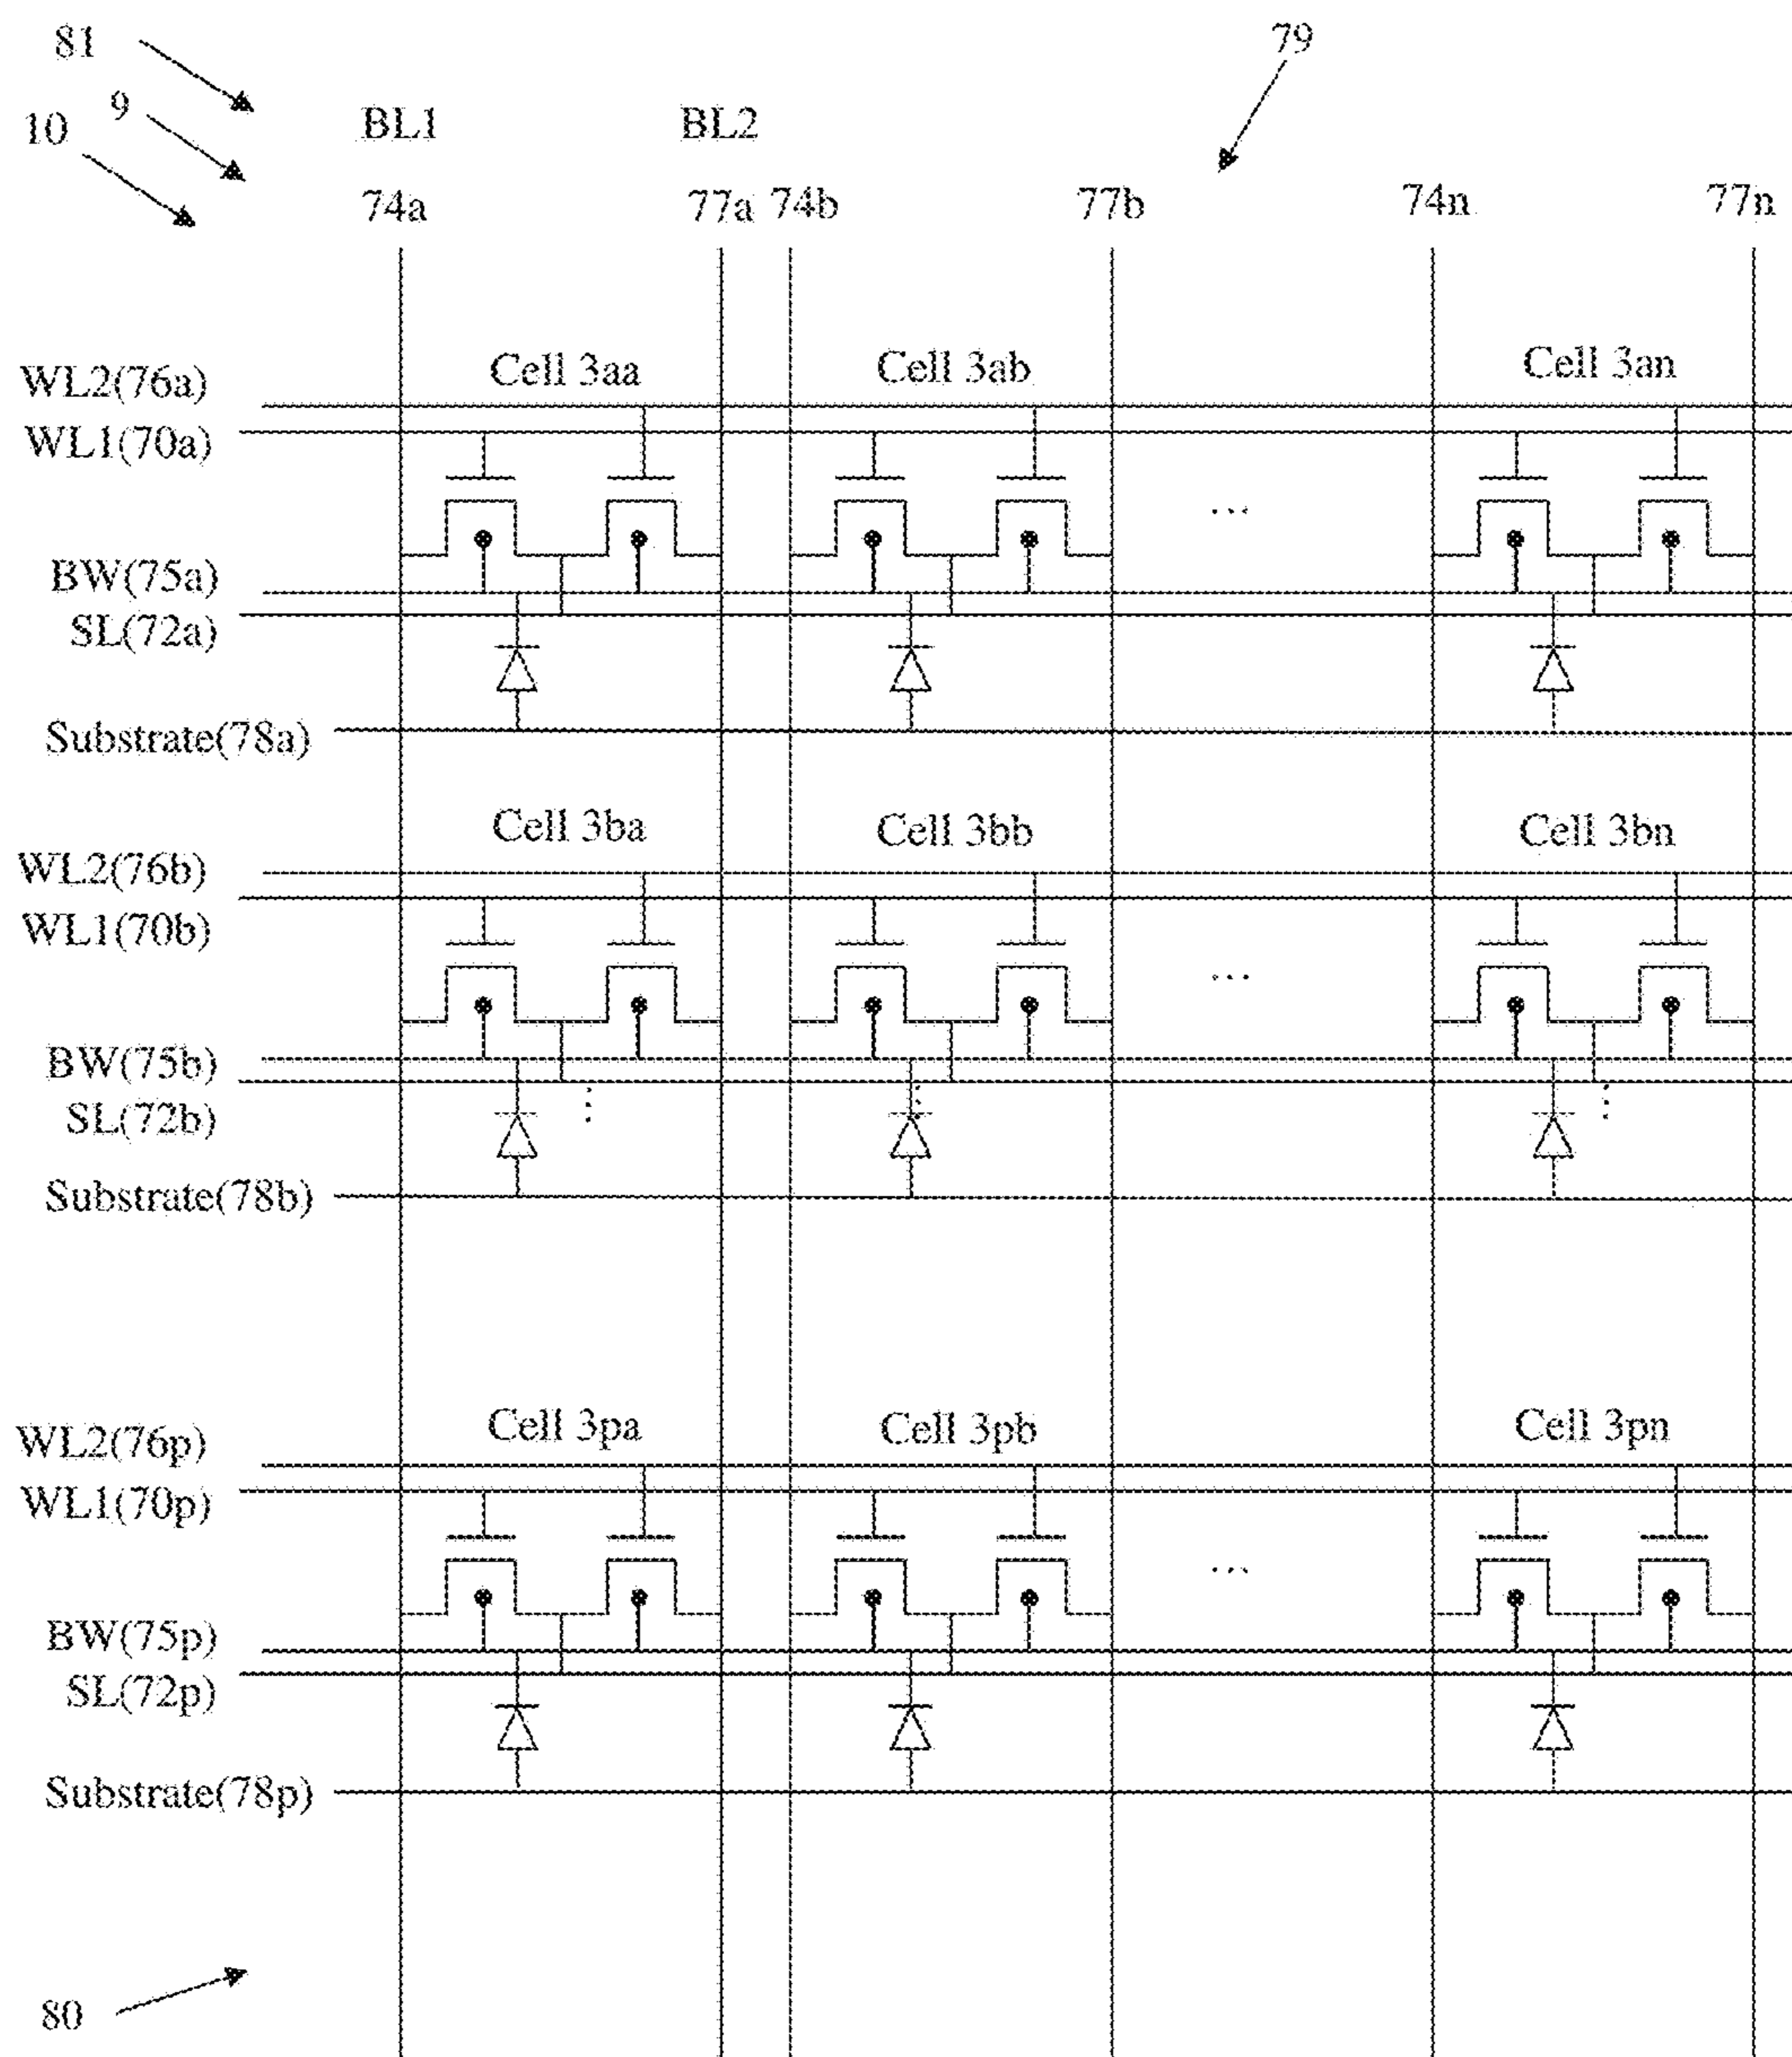 81
79
9
10
BL1 BL2
74a 77a 74b 77b 74n 77n
Cell 3aa Cell 3ab Cell 3an
WL2(76a)
WL1(70a)
...
BW(75a)
SL(72a)
Substrate(78a)
Cell 3ba Cell 3bb Cell 3bn
WL2(76b)
WL1(70b)
...
BW(75b)
SL(72b)
Substrate(78b)
Cell 3pa Cell 3pb Cell 3pn
WL2(76p)
WL1(70p)
...
BW(75p)
SL(72p)
Substrate(78p)
80